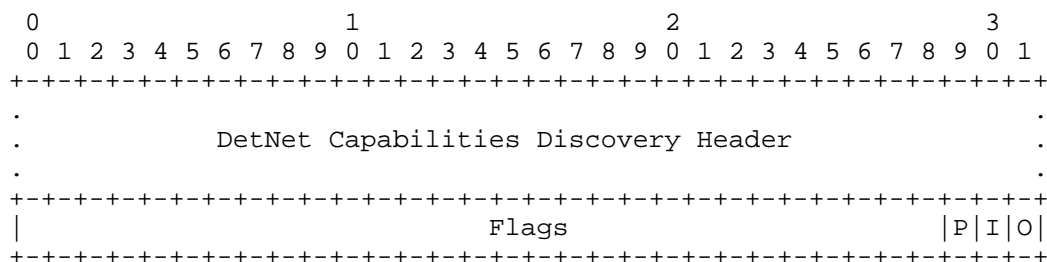 0                   1                   2                   3
 0 1 2 3 4 5 6 7 8 9 0 1 2 3 4 5 6 7 8 9 0 1 2 3 4 5 6 7 8 9 0 1
+-+-+-+-+-+-+-+-+-+-+-+-+-+-+-+-+-+-+-+-+-+-+-+-+-+-+-+-+-+-+-+-+
.                                                               .
.            DetNet Capabilities Discovery Header               .
.                                                               .
+-+-+-+-+-+-+-+-+-+-+-+-+-+-+-+-+-+-+-+-+-+-+-+-+-+-+-+-+-+-+-+-+
|                             Flags                       |P|I|O|
+-+-+-+-+-+-+-+-+-+-+-+-+-+-+-+-+-+-+-+-+-+-+-+-+-+-+-+-+-+-+-+-+